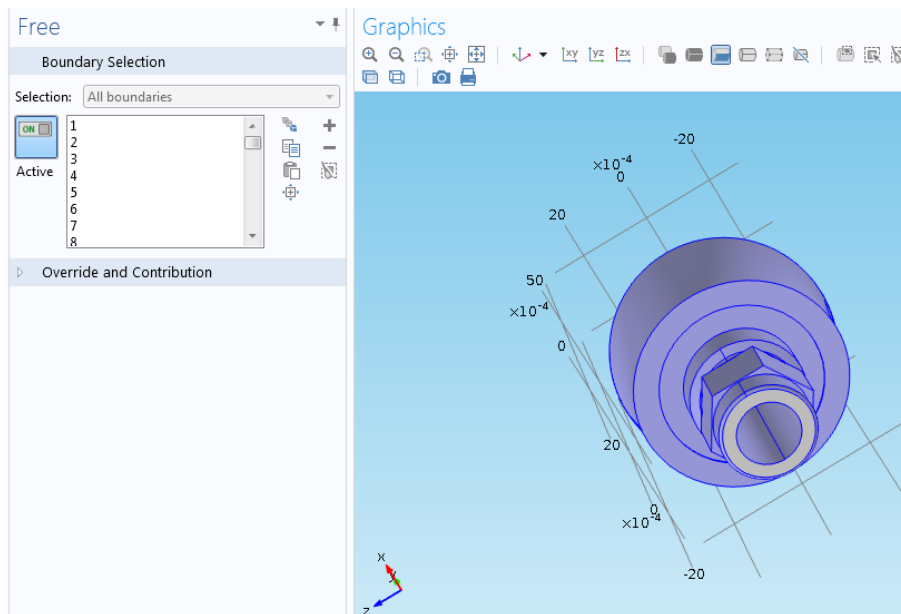 Free
Boundary Selection
Selection: All boundaries
ON
Active
1
2
3
4
5
6
7
8
Override and Contribution
Graphics
xy yz zx
-20
×10⁻⁴
0
20
50
×10⁻⁴
0
20
0
×10⁻⁴
-20
x
y
z